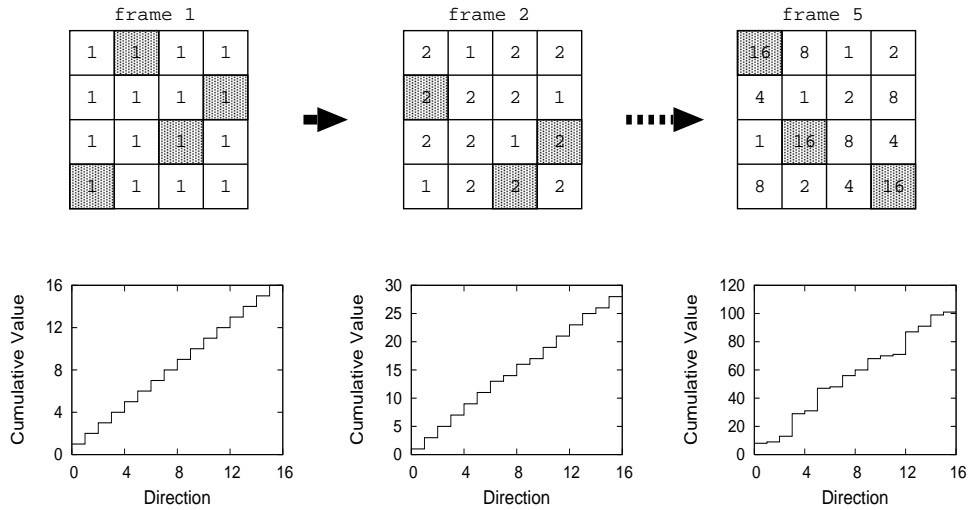 frame 1 frame 2 frame 5
1 1 1 1 2 1 2 2 16 8 1 2
1 1 1 1 2 2 2 1 4 1 2 8
1 1 1 1 2 2 1 2 1 16 8 4
1 1 1 1 1 2 2 2 8 2 4 16
Cumulative Value
16
12
8
4
0
0 4 8 12 16
Direction
Cumulative Value
30
25
20
15
10
5
0
0 4 8 12 16
Direction
Cumulative Value
120
100
80
60
40
20
0
0 4 8 12 16
Direction